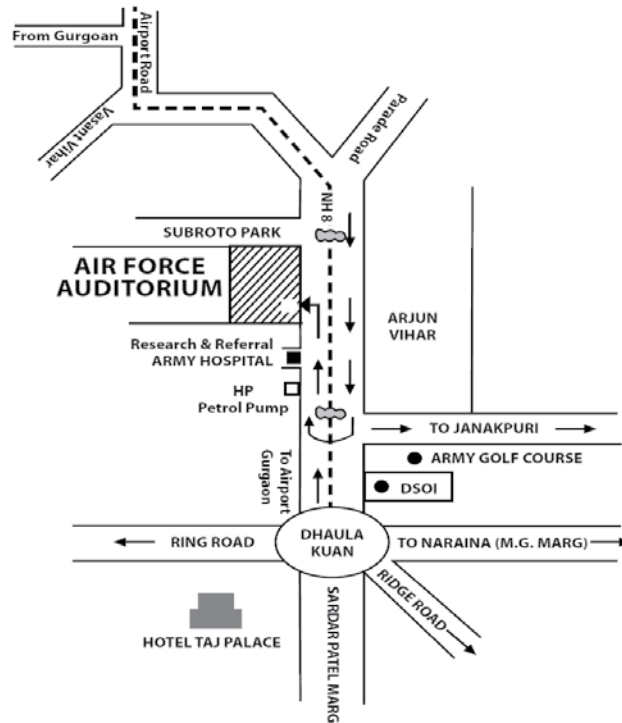 From Gurgoan
Airport Road
Vasant Vihar
Parade Road
NH 8
SUBROTO PARK
AIR FORCE
AUDITORIUM
ARJUN
VIHAR
Research & Referral
ARMY HOSPITAL
HP
Petrol Pump
TO JANAKPURI
To Airport
Gurgaon
ARMY GOLF COURSE
DSOI
RING ROAD
DHAULA
KUAN
TO NARAINA (M.G. MARG)
RIDGE ROAD
SARDAR PATEL MARG
HOTEL TAJ PALACE